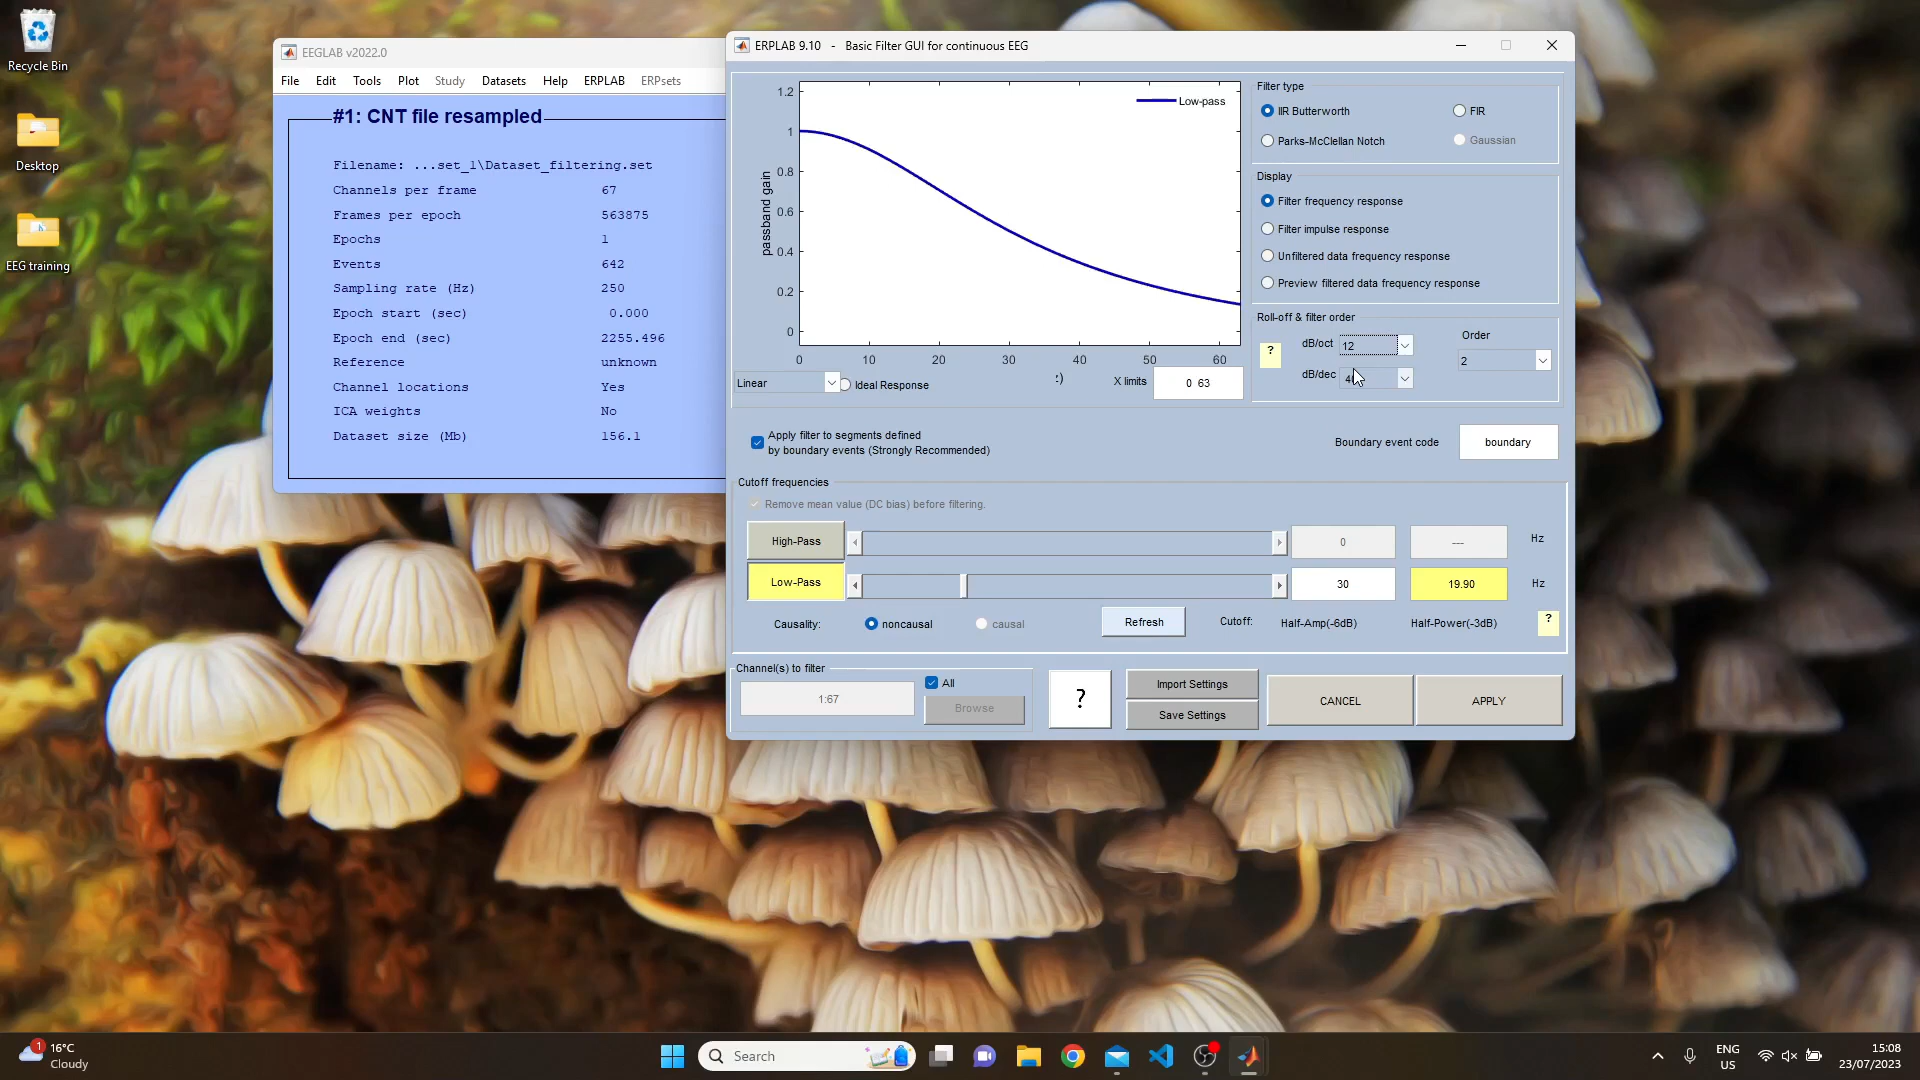 Recycle Bin
Desktop
EEG training
EEGLAB v2022.0
File Edit Tools Plot Study Datasets Help ERPLAB ERPsets
#1: CNT file resampled
Filename: ...set_1\Dataset_filtering.set
Channels per frame 67
Frames per epoch 563875
Epochs 1
Events 642
Sampling rate (Hz) 250
Epoch start (sec) 0.000
Epoch end (sec) 2255.496
Reference unknown
Channel locations Yes
ICA weights No
Dataset size (Mb) 156.1
ERPLAB 9.10 - Basic Filter GUI for continuous EEG
1.2
1
0.8
0.6
0.4
0.2
0
passband gain
Low-pass
0 10 20 30 40 50 60
Linear
Ideal Response
:)
X limits
0 63
Filter type
IIR Butterworth
FIR
Parks-McClellan Notch
Gaussian
Display
Filter frequency response
Filter impulse response
Unfiltered data frequency response
Preview filtered data frequency response
Roll-off & filter order
?
dB/oct 12
dB/dec
Order
2
Apply filter to segments defined
by boundary events (Strongly Recommended)
Boundary event code
boundary
Cutoff frequencies
Remove mean value (DC bias) before filtering.
High-Pass 0 --- Hz
Low-Pass 30 19.90 Hz
Causality: noncausal causal Refresh Cutoff: Half-Amp(-6dB) Half-Power(-3dB) ?
Channel(s) to filter
1:67
All
Browse
?
Import Settings
Save Settings
CANCEL
APPLY
1
16°C
Cloudy
Search
ENG
US
15:08
23/07/2023